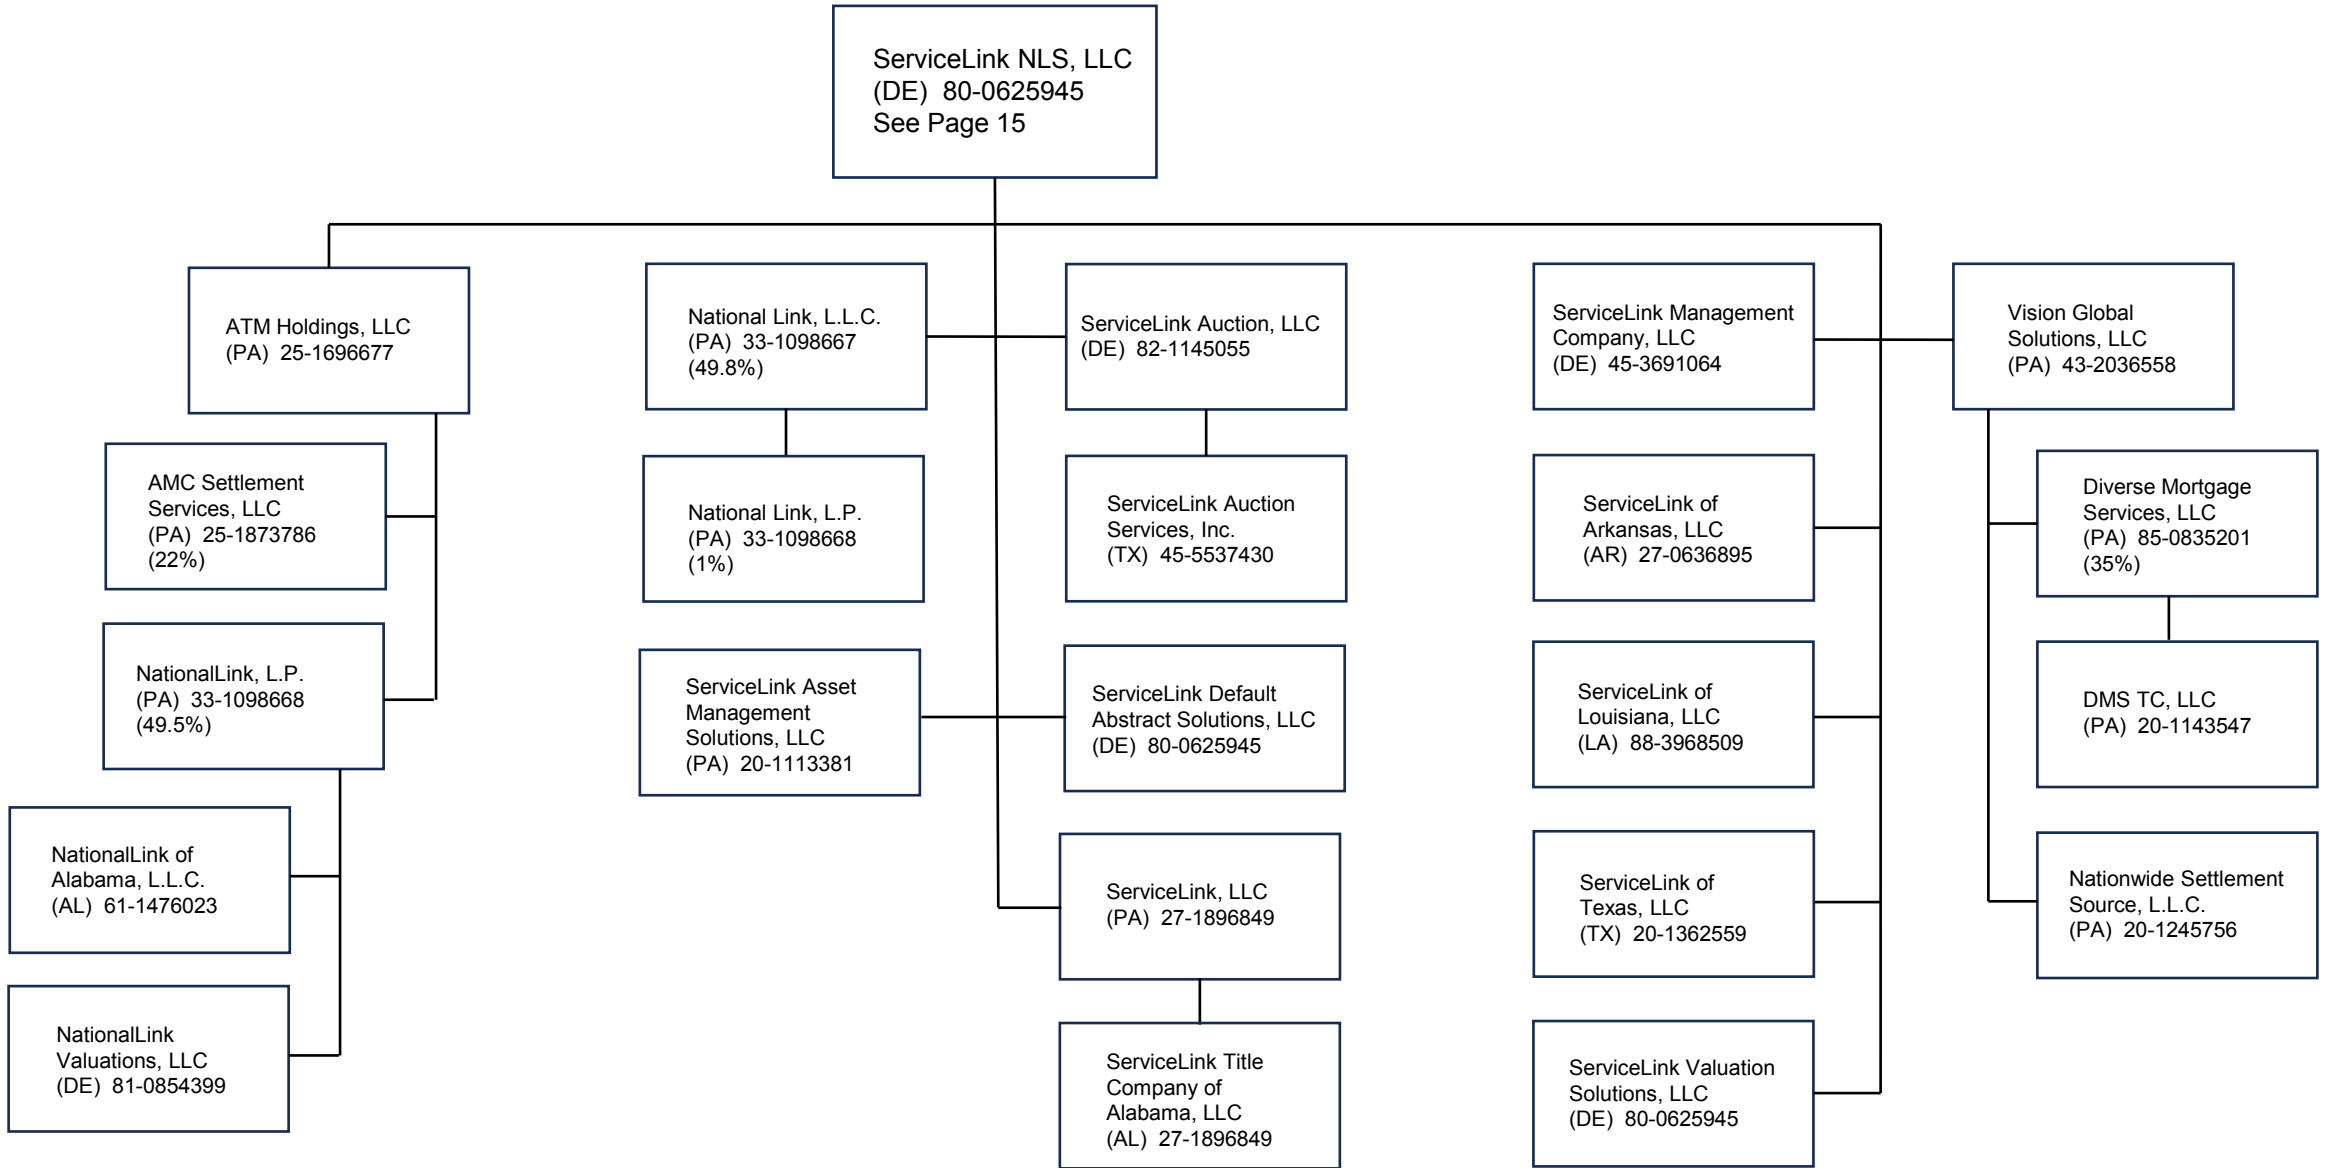 ServiceLink NLS, LLC
(DE) 80-0625945
See Page 15
ATM Holdings, LLC
(PA) 25-1696677
AMC Settlement
Services, LLC
(PA) 25-1873786
(22%)
NationalLink, L.P.
(PA) 33-1098668
(49.5%)
NationalLink of
Alabama, L.L.C.
(AL) 61-1476023
NationalLink
Valuations, LLC
(DE) 81-0854399
National Link, L.L.C.
(PA) 33-1098667
(49.8%)
National Link, L.P.
(PA) 33-1098668
(1%)
ServiceLink Asset
Management
Solutions, LLC
(PA) 20-1113381
ServiceLink Auction, LLC
(DE) 82-1145055
ServiceLink Auction
Services, Inc.
(TX) 45-5537430
ServiceLink Default
Abstract Solutions, LLC
(DE) 80-0625945
ServiceLink, LLC
(PA) 27-1896849
ServiceLink Title
Company of
Alabama, LLC
(AL) 27-1896849
ServiceLink Management
Company, LLC
(DE) 45-3691064
ServiceLink of
Arkansas, LLC
(AR) 27-0636895
ServiceLink of
Louisiana, LLC
(LA) 88-3968509
ServiceLink of
Texas, LLC
(TX) 20-1362559
ServiceLink Valuation
Solutions, LLC
(DE) 80-0625945
Vision Global
Solutions, LLC
(PA) 43-2036558
Diverse Mortgage
Services, LLC
(PA) 85-0835201
(35%)
DMS TC, LLC
(PA) 20-1143547
Nationwide Settlement
Source, L.L.C.
(PA) 20-1245756